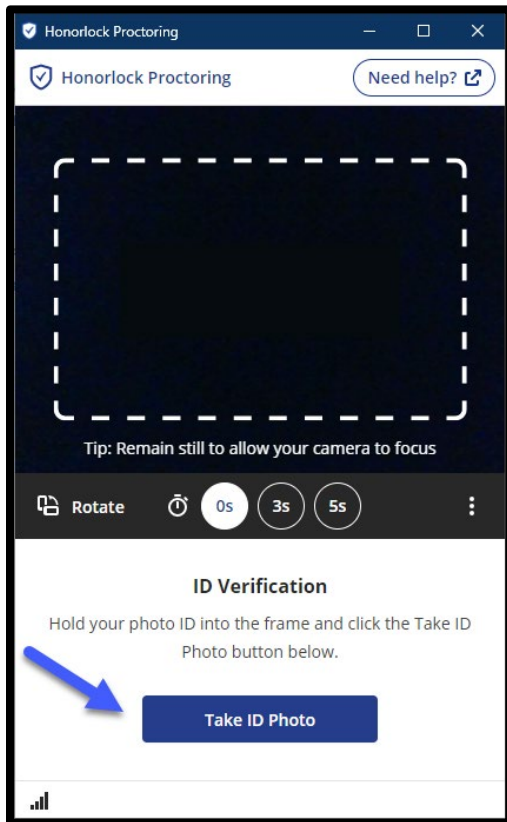 Honorlock Proctoring
Honorlock Proctoring
Need help?
Tip: Remain still to allow your camera to focus
Rotate 0s 3s 5s
ID Verification
Hold your photo ID into the frame and click the Take ID
Photo button below.
Take ID Photo